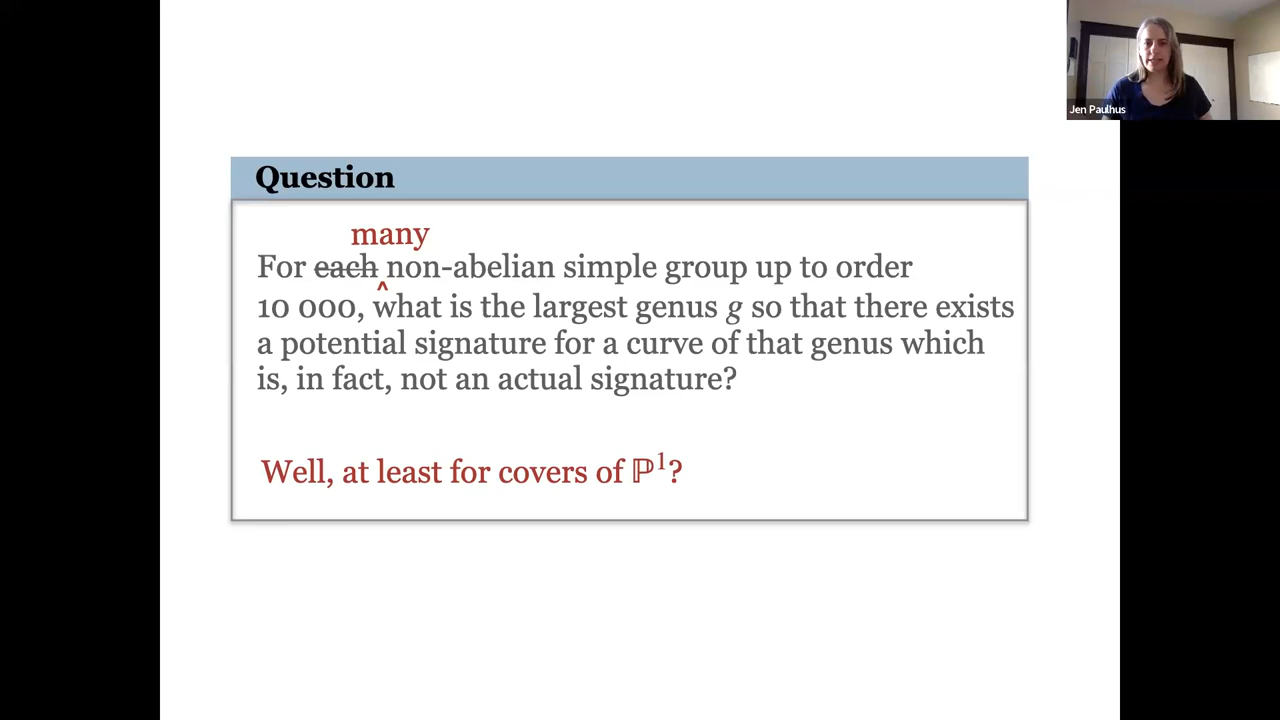 Jen Paulhus
Question
many
For each non-abelian simple group up to order
^
10 000, what is the largest genus g so that there exists
a potential signature for a curve of that genus which
is, in fact, not an actual signature?
Well, at least for covers of ℙ¹?